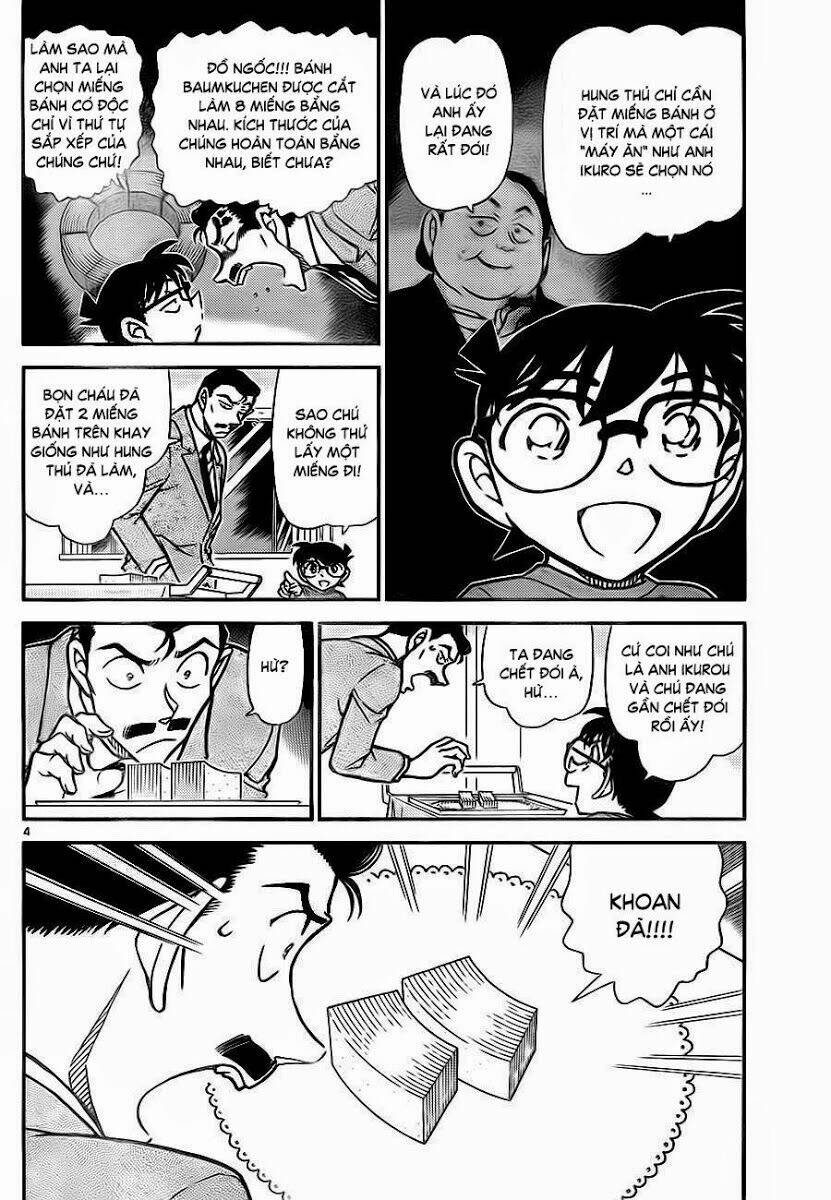 HUNG THỦ CHỈ CẦN
ĐẶT MIẾNG BÁNH Ở
VỊ TRÍ MÀ MỘT CÁI
"MÁY ĂN" NHƯ ANH
IKURO SẼ CHỌN NÓ
...
VÀ LÚC ĐÓ
ANH ẤY
LẠI ĐANG
RẤT ĐÓI!
ĐỒ NGỐC!!! BÁNH
BAUMKUCHEN ĐƯỢC CẮT
LÀM 8 MIẾNG BẰNG
NHAU. KÍCH THƯỚC CỦA
CHÚNG HOÀN TOÀN BẰNG
NHAU, BIẾT CHƯA?
LÀM SAO MÀ
ANH TA LẠI
CHỌN MIẾNG
BÁNH CÓ ĐỘC
CHỈ VÌ THỨ TỰ
SẮP XẾP CỦA
CHÚNG CHỨ!
SAO CHÚ
KHÔNG THỬ
LẤY MỘT
MIẾNG ĐI!
BỌN CHÁU ĐÃ
ĐẶT 2 MIẾNG
BÁNH TRÊN KHAY
GIỐNG NHƯ HUNG
THỦ ĐÃ LÀM,
VÀ...
CỨ COI NHƯ CHÚ
LÀ ANH IKUROU
VÀ CHÚ ĐANG
GẦN CHẾT ĐÓI
RỒI ẤY!
TA ĐANG
CHẾT ĐÓI À,
HỬ...
HỬ?
4
KHOAN
ĐÃ!!!!